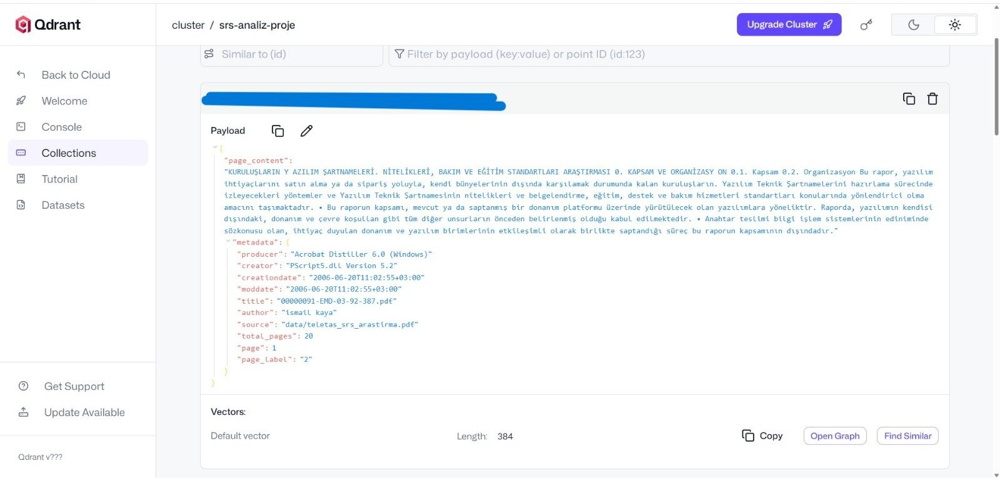 Qdrant
cluster / srs-analiz-proje
Upgrade Cluster
Similar to (id)
Filter by payload (key:value) or point ID (id:123)
Back to Cloud
Welcome
Console
Collections
Tutorial
Datasets
Payload
{
"page_content":
"KURULUŞLARIN Y AZILIM ŞARTNAMELERİ. NİTELİKLERİ, BAKIM VE EĞİTİM STANDARTLARI ARAŞTIRMASI 0. KAPSAM VE ORGANİZASY ON 0.1. Kapsam 0.2. Organizasyon Bu rapor, yazılım
ihtiyaçlarını satın alma ya da sipariş yoluyla, kendi bünyelerinin dışında karşılamak durumunda kalan kuruluşların. Yazılım Teknik Şartnamelerini hazırlama sürecinde
izleyecekleri yöntemler ve Yazılım Teknik Şartnamesinin nitelikleri ve belgelendirme, eğitim, destek ve bakım hizmetleri standartları konularında yönlendirici olma
amacını taşımaktadır. • Bu raporun kapsamı, mevcut ya da saptanmış bir donanım platformu üzerinde yürütülecek olan yazılımlara yöneliktir. Raporda, yazılımın kendisi
dışındaki, donanım ve çevre koşullan gibi tüm diğer unsurların önceden belirlenmiş olduğu kabul edilmektedir. • Anahtar teslimi bilgi işlem sistemlerinin ediniminde
sözkonusu olan, ihtiyaç duyulan donanım ve yazılım birimlerinin etkileşimli olarak birlikte saptandığı süreç bu raporun kapsamının dışındadır."
"metadata": {
"producer": "Acrobat Distiller 6.0 (Windows)"
"creator": "PScript5.dll Version 5.2"
"creationdate": "2006-06-20T11:02:55+03:00"
"moddate": "2006-06-20T11:02:55+03:00"
"title": "00000091-EMD-03-92-387.pdf"
"author": "ismail kaya"
"source": "data/teletas_srs_arastirma.pdf"
"total_pages": 20
"page": 1
"page_label": "2"
}
}
Vectors:
Default vector
Length: 384
Copy
Open Graph
Find Similar
Get Support
Update Available
Qdrant v???